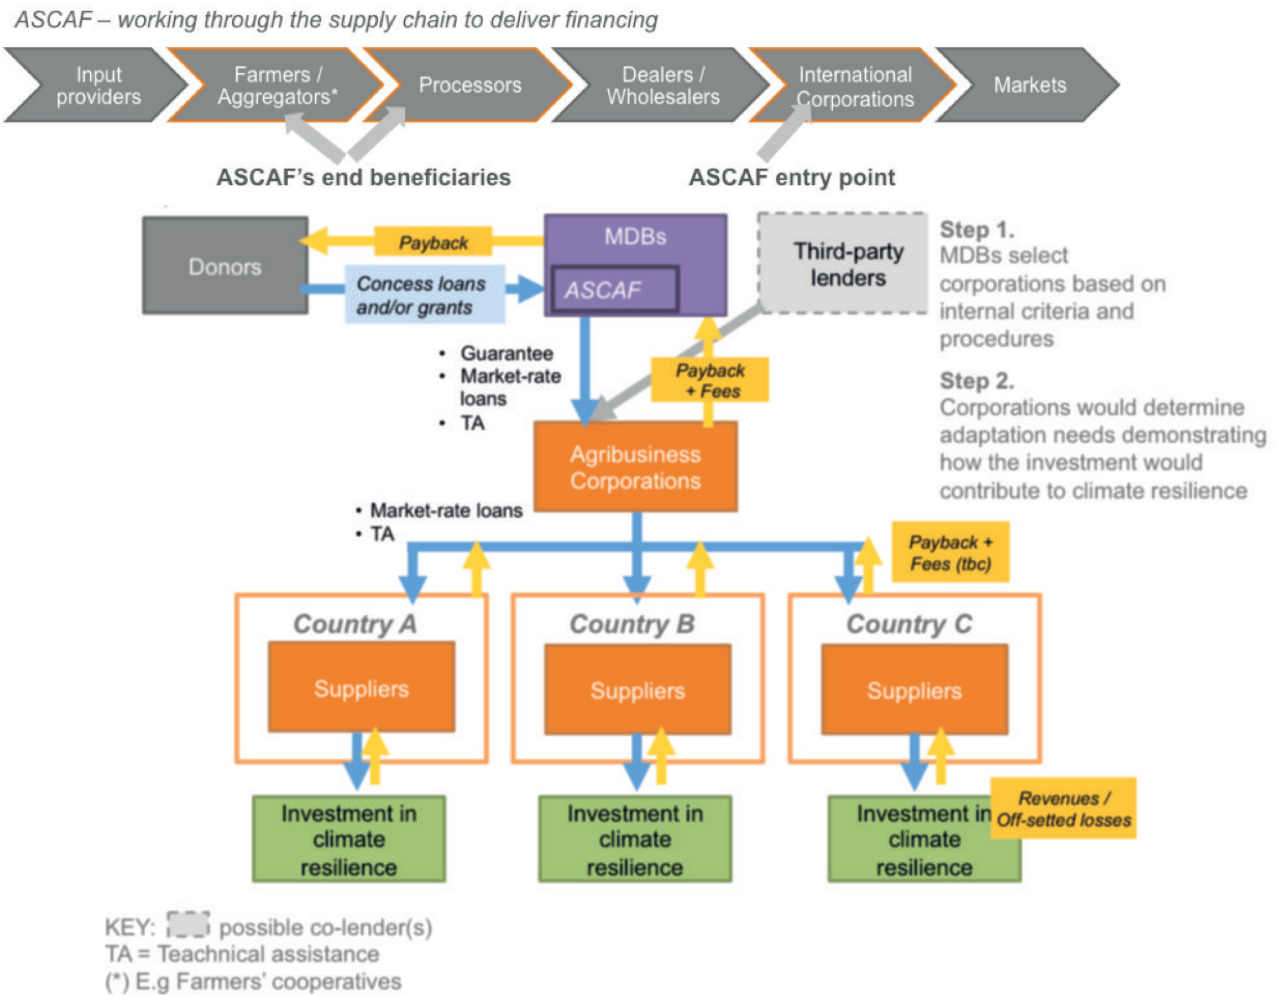 ASCAF – working through the supply chain to deliver financing
Input
providers
Farmers /
Aggregators*
Processors
Dealers /
Wholesalers
International
Corporations
Markets
ASCAF's end beneficiaries
ASCAF entry point
Donors
Payback
Concess loans
and/or grants
MDBs
ASCAF
Third-party
lenders
Step 1.
MDBs select
corporations based on
internal criteria and
procedures
• Guarantee
• Market-rate
loans
• TA
Payback
+ Fees
Step 2.
Corporations would determine
adaptation needs demonstrating
how the investment would
contribute to climate resilience
Agribusiness
Corporations
• Market-rate loans
• TA
Payback +
Fees (tbc)
Country A
Suppliers
Country B
Suppliers
Country C
Suppliers
Investment in
climate
resilience
Investment in
climate
resilience
Investment in
climate
resilience
Revenues /
Off-setted losses
KEY: possible co-lender(s)
TA = Teachnical assistance
(*) E.g Farmers' cooperatives